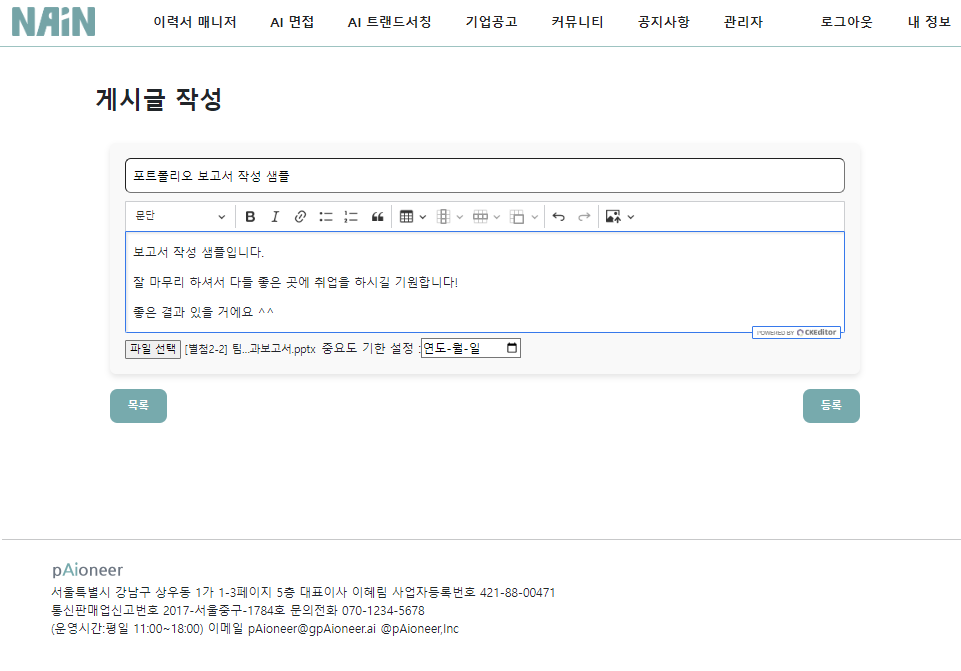 NAiN 이력서 매니저 AI 면접 AI 트랜드서칭 기업공고 커뮤니티 공지사항 관리자 로그아웃 내 정보
게시글 작성
포트폴리오 보고서 작성 샘플
문단 B I
보고서 작성 샘플입니다.
잘 마무리 하셔서 다들 좋은 곳에 취업을 하시길 기원합니다!
좋은 결과 있을 거에요 ^^
POWERED BY CKEditor
파일 선택 [별첨2-2] 팀...과보고서.pptx 중요도 기한 설정 : 연도-월-일
목록 등록
pAioneer
서울특별시 강남구 상우동 1가 1-3페이지 5층 대표이사 이혜림 사업자등록번호 421-88-00471
통신판매업신고번호 2017-서울중구-1784호 문의전화 070-1234-5678
(운영시간:평일 11:00~18:00) 이메일 pAioneer@gpAioneer.ai @pAioneer,Inc